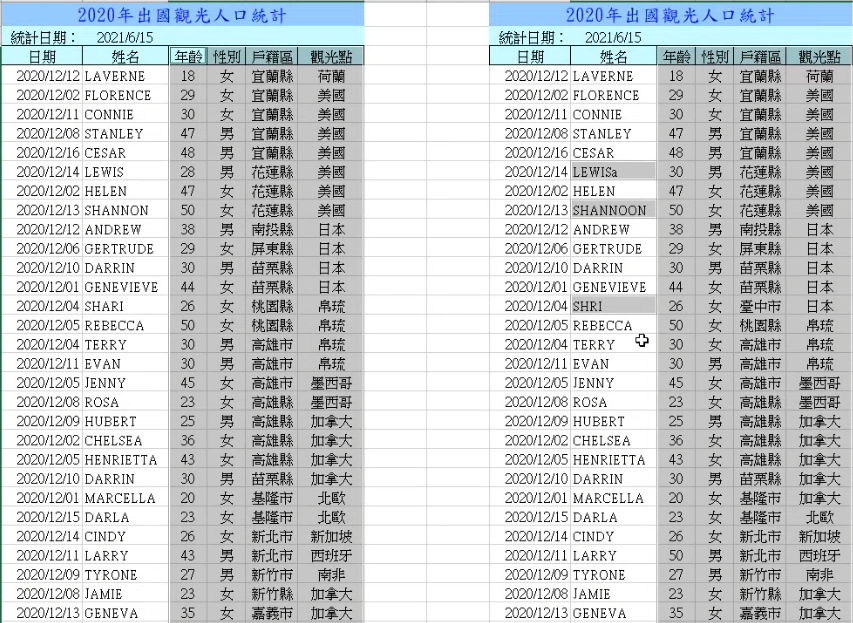 2020年出國觀光人口統計
統計日期： 2021/6/15
日期 姓名 年齡 性別 戶籍區 觀光點
2020/12/12 LAVERNE 18 女 宜蘭縣 荷蘭
2020/12/02 FLORENCE 29 女 宜蘭縣 美國
2020/12/11 CONNIE 30 女 宜蘭縣 美國
2020/12/08 STANLEY 47 男 宜蘭縣 美國
2020/12/16 CESAR 48 男 宜蘭縣 美國
2020/12/14 LEWIS 28 男 花蓮縣 美國
2020/12/02 HELEN 47 女 花蓮縣 美國
2020/12/13 SHANNON 50 女 花蓮縣 美國
2020/12/12 ANDREW 38 男 南投縣 日本
2020/12/06 GERTRUDE 29 女 屏東縣 日本
2020/12/10 DARRIN 30 男 苗栗縣 日本
2020/12/01 GENEVIEVE 44 女 苗栗縣 日本
2020/12/04 SHARI 26 女 桃園縣 帛琉
2020/12/05 REBECCA 50 女 桃園縣 帛琉
2020/12/04 TERRY 30 男 高雄市 帛琉
2020/12/11 EVAN 30 女 高雄市 帛琉
2020/12/05 JENNY 45 女 高雄市 墨西哥
2020/12/08 ROSA 23 女 高雄縣 墨西哥
2020/12/09 HUBERT 25 男 高雄縣 加拿大
2020/12/02 CHELSEA 36 女 高雄縣 加拿大
2020/12/05 HENRIETTA 43 女 高雄縣 加拿大
2020/12/10 DARRIN 30 男 苗栗縣 加拿大
2020/12/01 MARCELLA 20 女 基隆市 北歐
2020/12/15 DARLA 23 女 基隆市 北歐
2020/12/14 CINDY 26 女 新北市 新加坡
2020/12/11 LARRY 43 男 新北市 西班牙
2020/12/09 TYRONE 27 男 新竹市 南非
2020/12/08 JAMIE 23 女 新竹市 加拿大
2020/12/13 GENEVA 35 女 嘉義市 加拿大
2020年出國觀光人口統計
統計日期： 2021/6/15
日期 姓名 年齡 性別 戶籍區 觀光點
2020/12/12 LAVERNE 18 女 宜蘭縣 荷蘭
2020/12/02 FLORENCE 29 女 宜蘭縣 美國
2020/12/11 CONNIE 30 女 宜蘭縣 美國
2020/12/08 STANLEY 47 男 宜蘭縣 美國
2020/12/16 CESAR 48 男 宜蘭縣 美國
2020/12/14 LEWISa 30 男 花蓮縣 美國
2020/12/02 HELEN 47 女 花蓮縣 美國
2020/12/13 SHANNOON 50 女 花蓮縣 美國
2020/12/12 ANDREW 38 男 南投縣 日本
2020/12/06 GERTRUDE 29 女 屏東縣 日本
2020/12/10 DARRIN 30 男 苗栗縣 日本
2020/12/01 GENEVIEVE 44 女 苗栗縣 日本
2020/12/04 SHRI 26 女 臺中市 日本
2020/12/05 REBECCA 50 女 桃園縣 帛琉
2020/12/04 TERRY 30 女 高雄市 帛琉
2020/12/11 EVAN 30 男 高雄市 帛琉
2020/12/05 JENNY 45 女 高雄市 墨西哥
2020/12/08 ROSA 23 女 高雄縣 墨西哥
2020/12/09 HUBERT 25 男 高雄縣 加拿大
2020/12/02 CHELSEA 36 女 高雄縣 加拿大
2020/12/05 HENRIETTA 43 女 高雄縣 加拿大
2020/12/10 DARRIN 30 男 苗栗縣 加拿大
2020/12/01 MARCELLA 20 女 基隆市 加拿大
2020/12/15 DARLA 23 女 基隆市 北歐
2020/12/14 CINDY 26 女 新北市 新加坡
2020/12/11 LARRY 50 男 新北市 西班牙
2020/12/09 TYRONE 27 男 新竹市 南非
2020/12/08 JAMIE 23 女 新竹市 加拿大
2020/12/13 GENEVA 35 女 嘉義市 加拿大